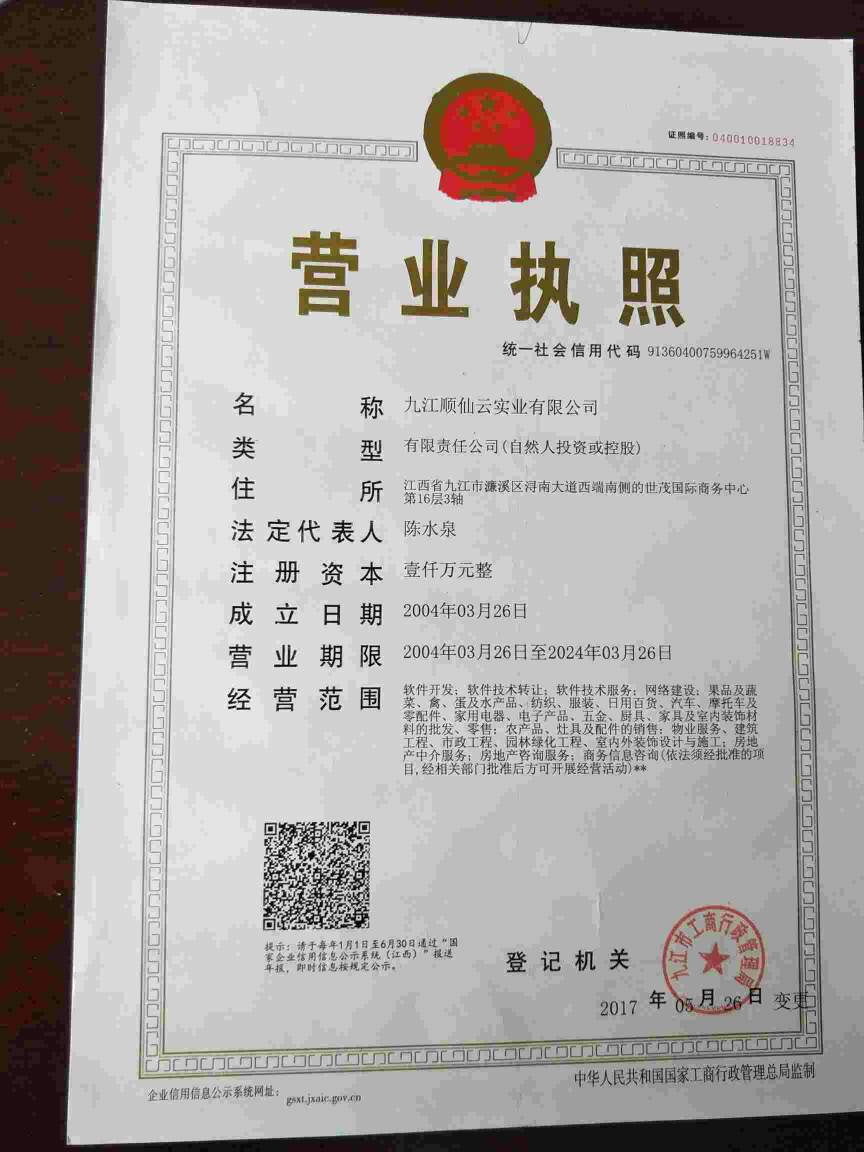 证照编号：040010018834
营业执照
统一社会信用代码 91360400759964251W
名称 九江顺仙云实业有限公司
类型 有限责任公司(自然人投资或控股)
住所 江西省九江市濂溪区浔南大道西端南侧的世茂国际商务中心
第16层3轴
法定代表人 陈水泉
注册资本 壹仟万元整
成立日期 2004年03月26日
营业期限 2004年03月26日至2024年03月26日
经营范围 软件开发；软件技术转让；软件技术服务；网络建设；果品及蔬
菜、禽、蛋及水产品、纺织、服装、日用百货、汽车、摩托车及
零配件、家用电器、电子产品、五金、厨具、家具及室内装饰材
料的批发、零售；农产品、灶具及配件的销售；物业服务、建筑
工程、市政工程、园林绿化工程、室内外装饰设计与施工；房地
产中介服务；房地产咨询服务；商务信息咨询(依法须经批准的项
目,经相关部门批准后方可开展经营活动)**
提示：请于每年1月1日至6月30日通过“国
家企业信用信息公示系统（江西）”报送
年报，即时信息按规定公示。
登记机关
九江市工商行政管理局
2017 年 05 月 26 日 变更
企业信用信息公示系统网址： gsxt.jxaic.gov.cn
中华人民共和国国家工商行政管理总局监制